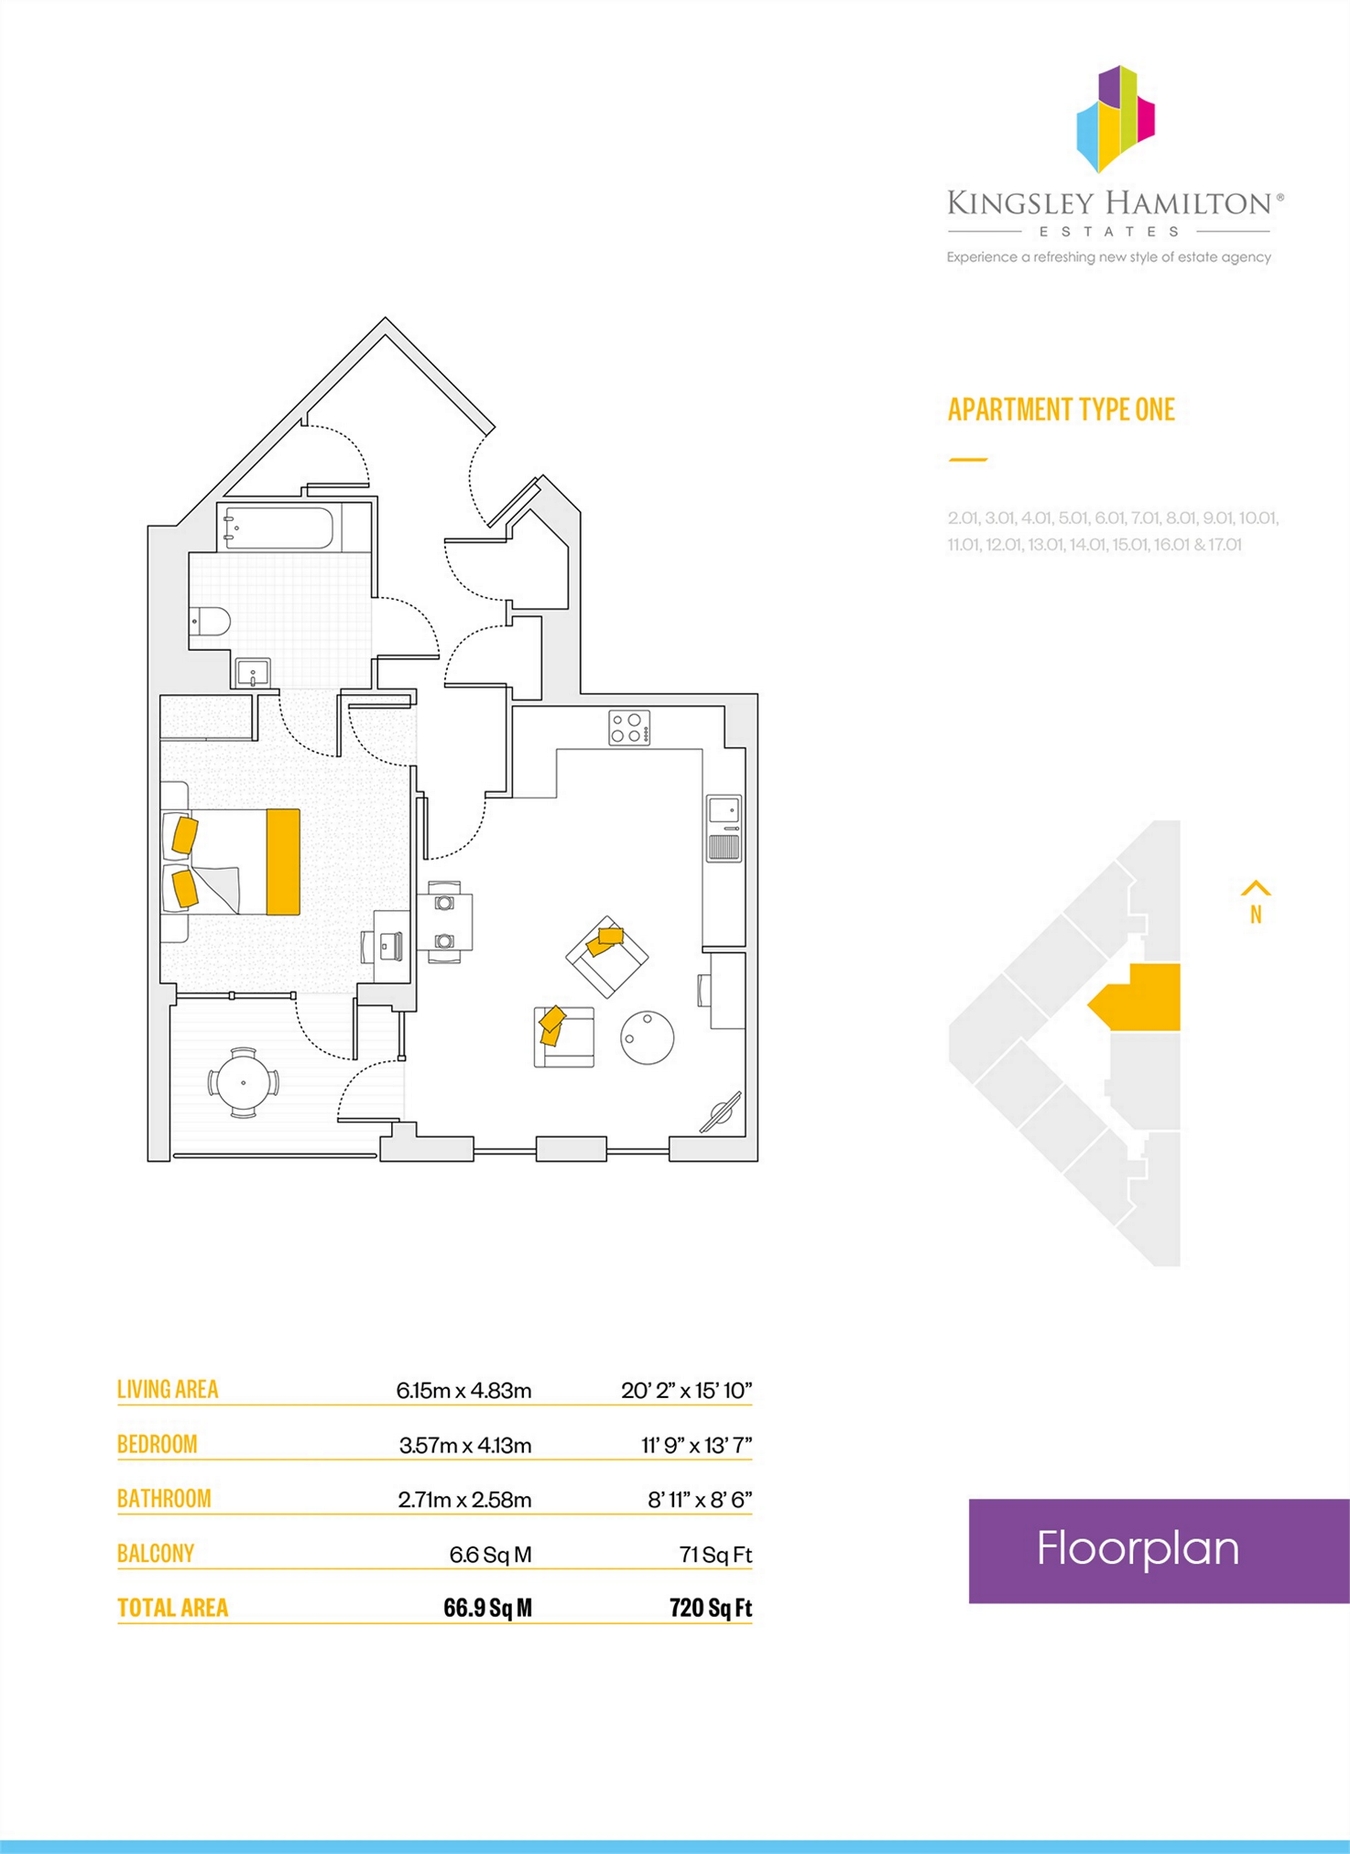 KINGSLEY HAMILTON®
ESTATES
Experience a refreshing new style of estate agency
APARTMENT TYPE ONE
2.01, 3.01, 4.01, 5.01, 6.01, 7.01, 8.01, 9.01, 10.01,
11.01, 12.01, 13.01, 14.01, 15.01, 16.01 & 17.01
N
LIVING AREA 6.15m x 4.83m 20’ 2” x 15’ 10”
BEDROOM 3.57m x 4.13m 11’ 9” x 13’ 7”
BATHROOM 2.71m x 2.58m 8’ 11” x 8’ 6”
BALCONY 6.6 Sq M 71 Sq Ft
TOTAL AREA 66.9 Sq M 720 Sq Ft
Floorplan